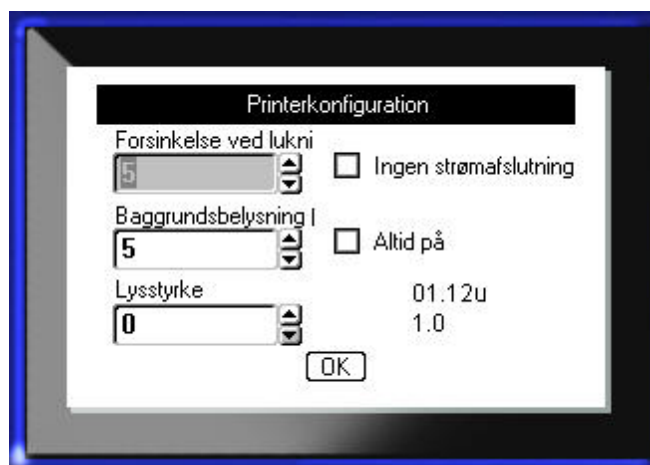 Printerkonfiguration
Forsinkelse ved lukni
5 Ingen strømafslutning
Baggrundsbelysning l
5 Altid på
Lysstyrke 01.12u
0 1.0
OK